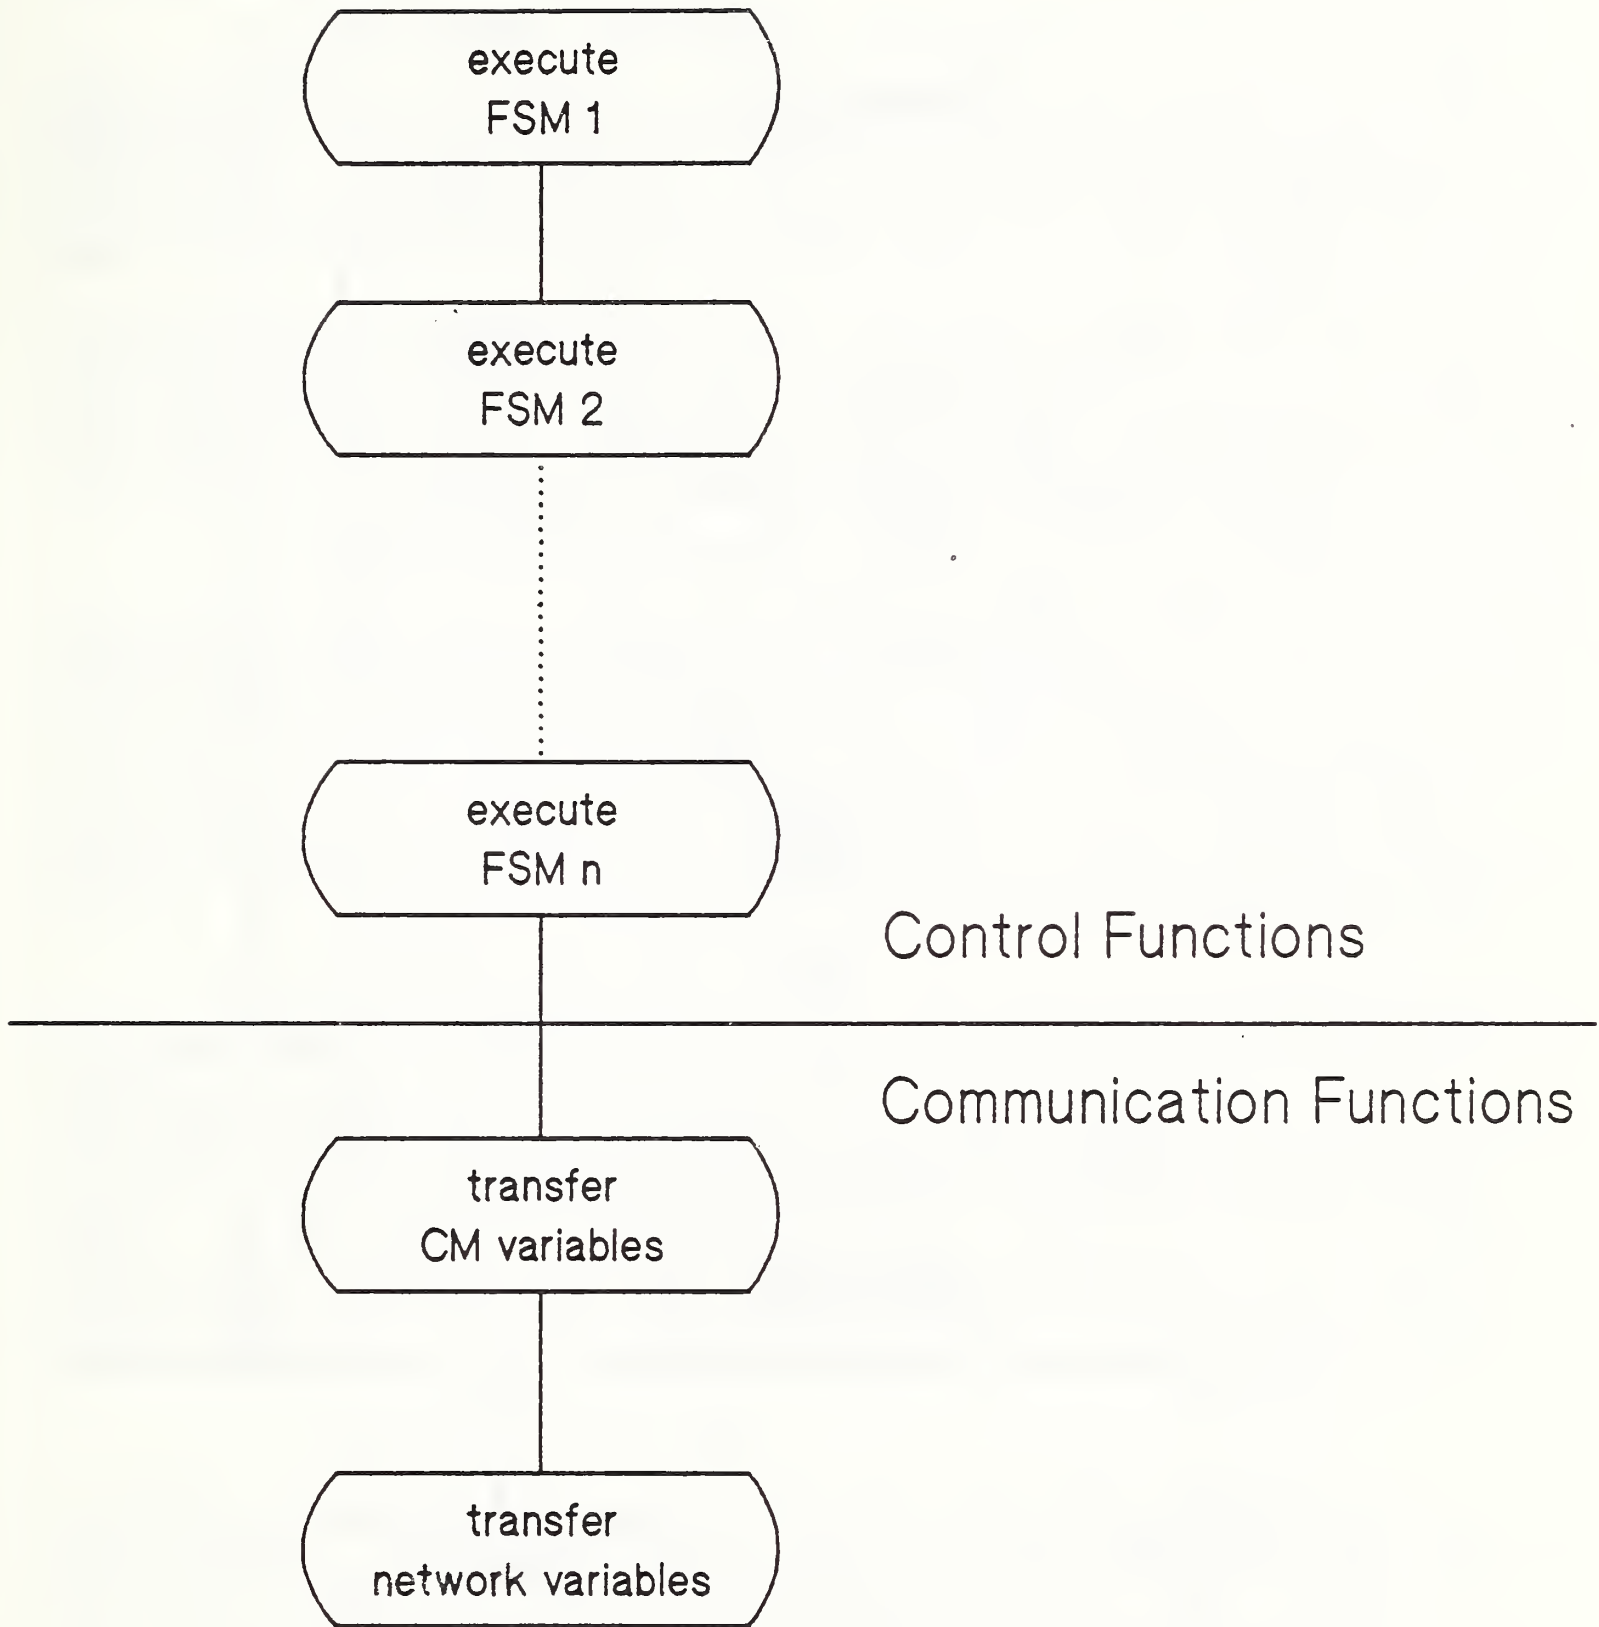 execute
FSM 1
execute
FSM 2
execute
FSM n
Control Functions
Communication Functions
transfer
CM variables
transfer
network variables